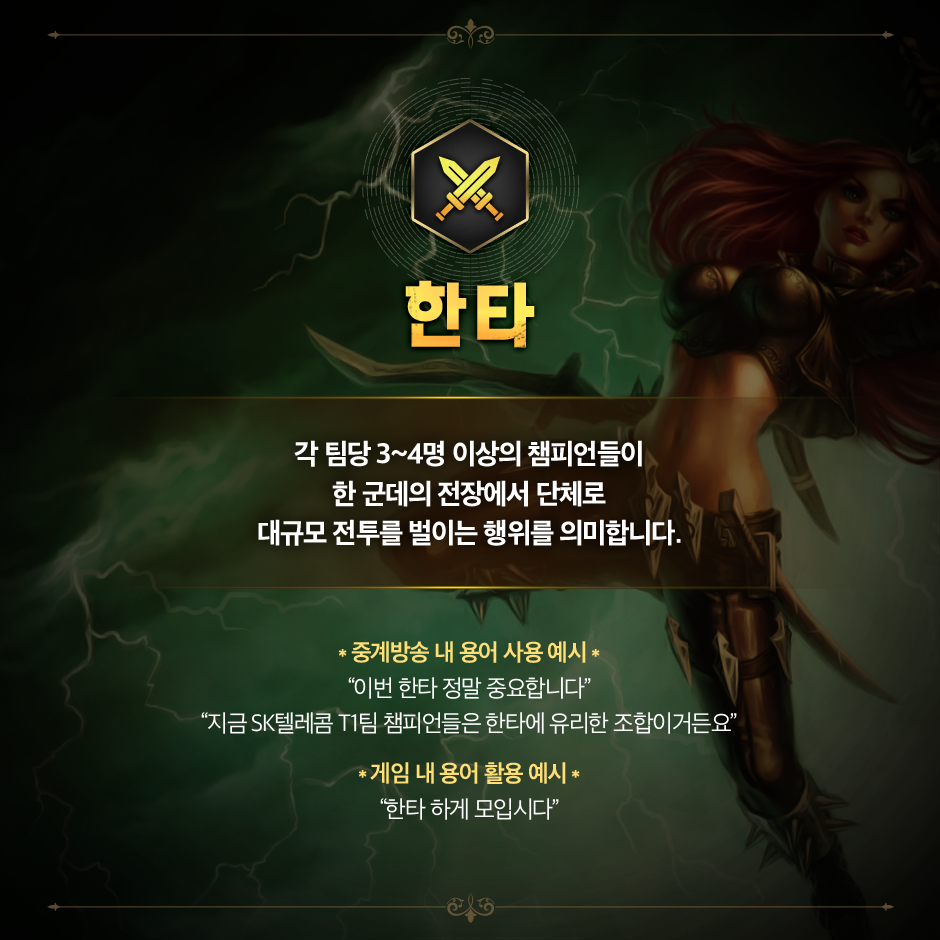 한타
각 팀당 3~4명 이상의 챔피언들이
한 군데의 전장에서 단체로
대규모 전투를 벌이는 행위를 의미합니다.
* 중계방송 내 용어 사용 예시 *
“이번 한타 정말 중요합니다”
“지금 SK텔레콤 T1팀 챔피언들은 한타에 유리한 조합이거든요”
* 게임 내 용어 활용 예시 *
“한타 하게 모입시다”